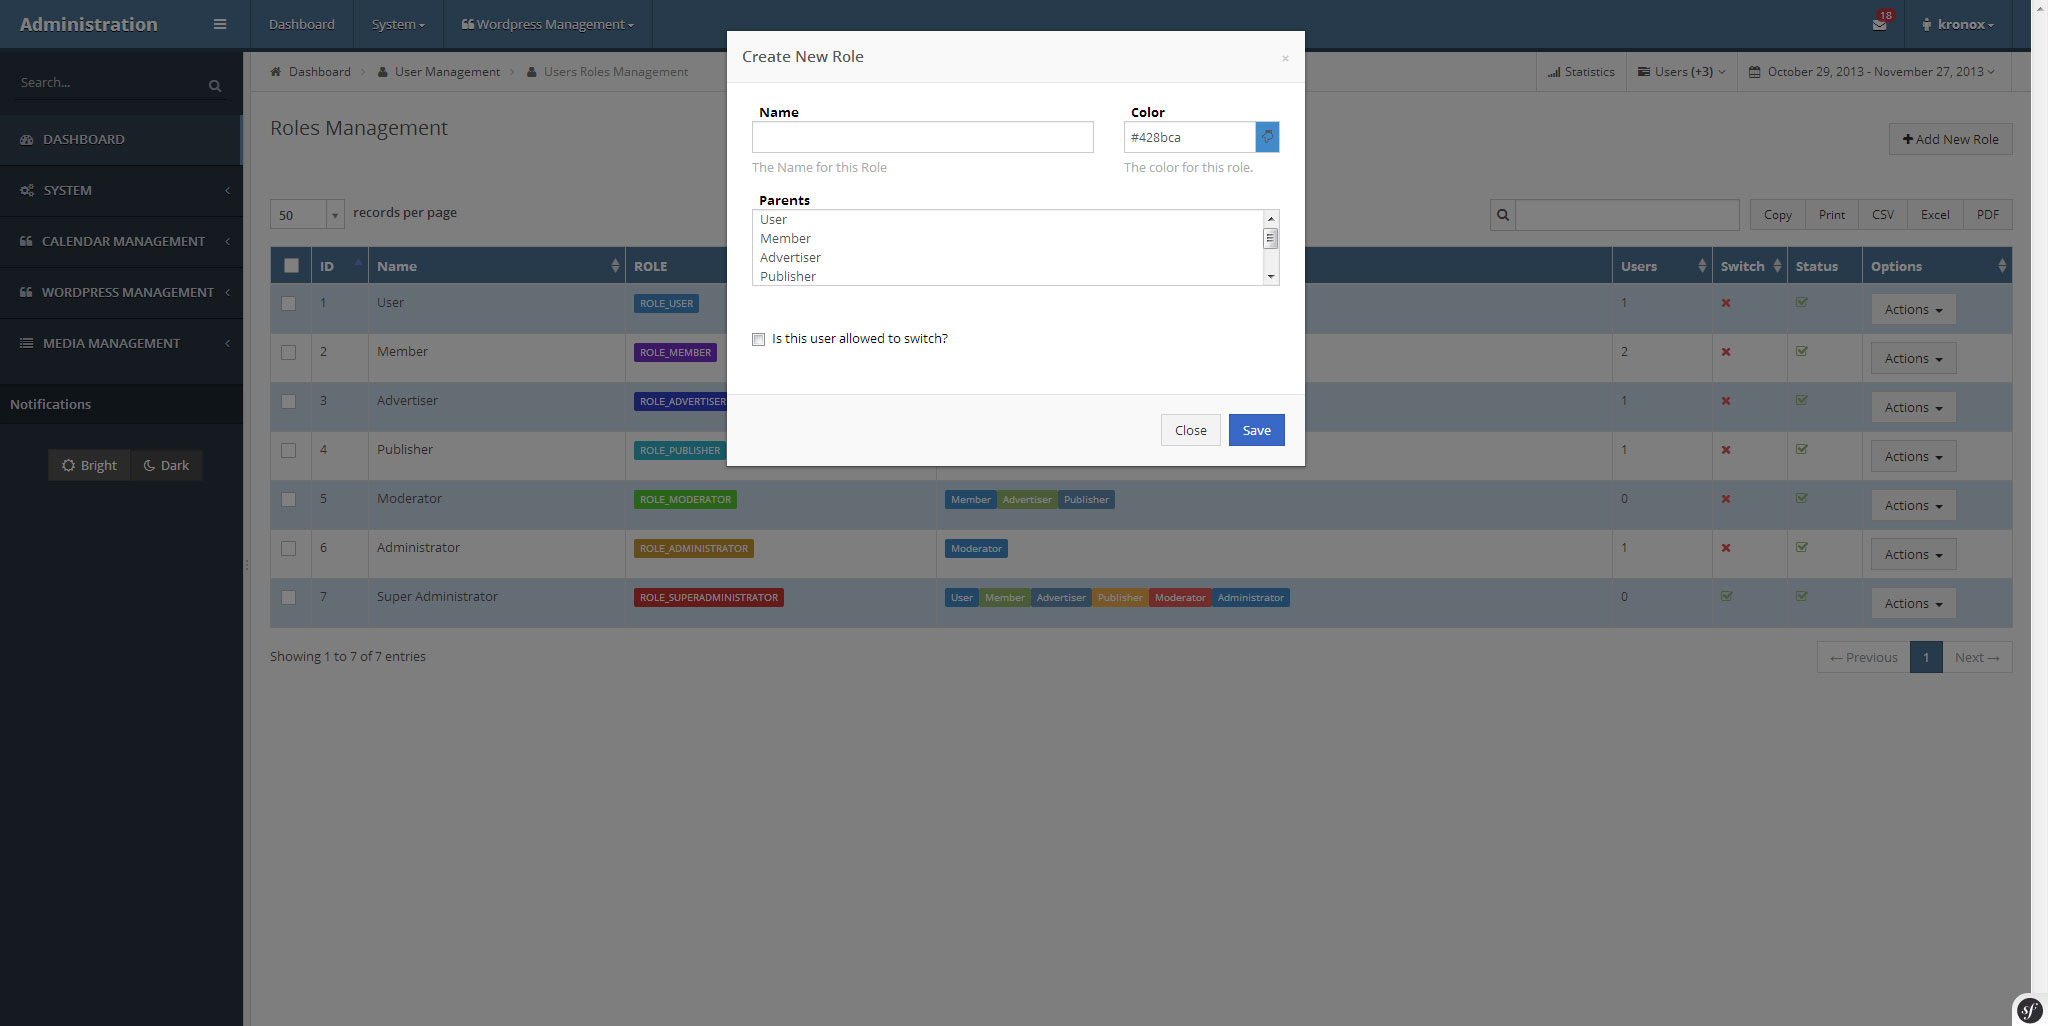 Administration
Dashboard System Wordpress Management 18 kronox
Search...
DASHBOARD
SYSTEM
CALENDAR MANAGEMENT
WORDPRESS MANAGEMENT
MEDIA MANAGEMENT
Notifications
Bright Dark
Dashboard User Management Users Roles Management
Statistics Users (+3) October 29, 2013 - November 27, 2013
Roles Management
Add New Role
50 records per page
Copy Print CSV Excel PDF
ID Name ROLE Users Switch Status Options
1 User ROLE_USER 1 Actions
2 Member ROLE_MEMBER 2 Actions
3 Advertiser ROLE_ADVERTISER 1 Actions
4 Publisher ROLE_PUBLISHER 1 Actions
5 Moderator ROLE_MODERATOR Member Advertiser Publisher 0 Actions
6 Administrator ROLE_ADMINISTRATOR Moderator 1 Actions
7 Super Administrator ROLE_SUPERADMINISTRATOR User Member Advertiser Publisher Moderator Administrator 0 Actions
Showing 1 to 7 of 7 entries
← Previous 1 Next →
Create New Role ×
Name Color
#428bca
The Name for this Role The color for this role.
Parents
User
Member
Advertiser
Publisher
Is this user allowed to switch?
Close Save
sf